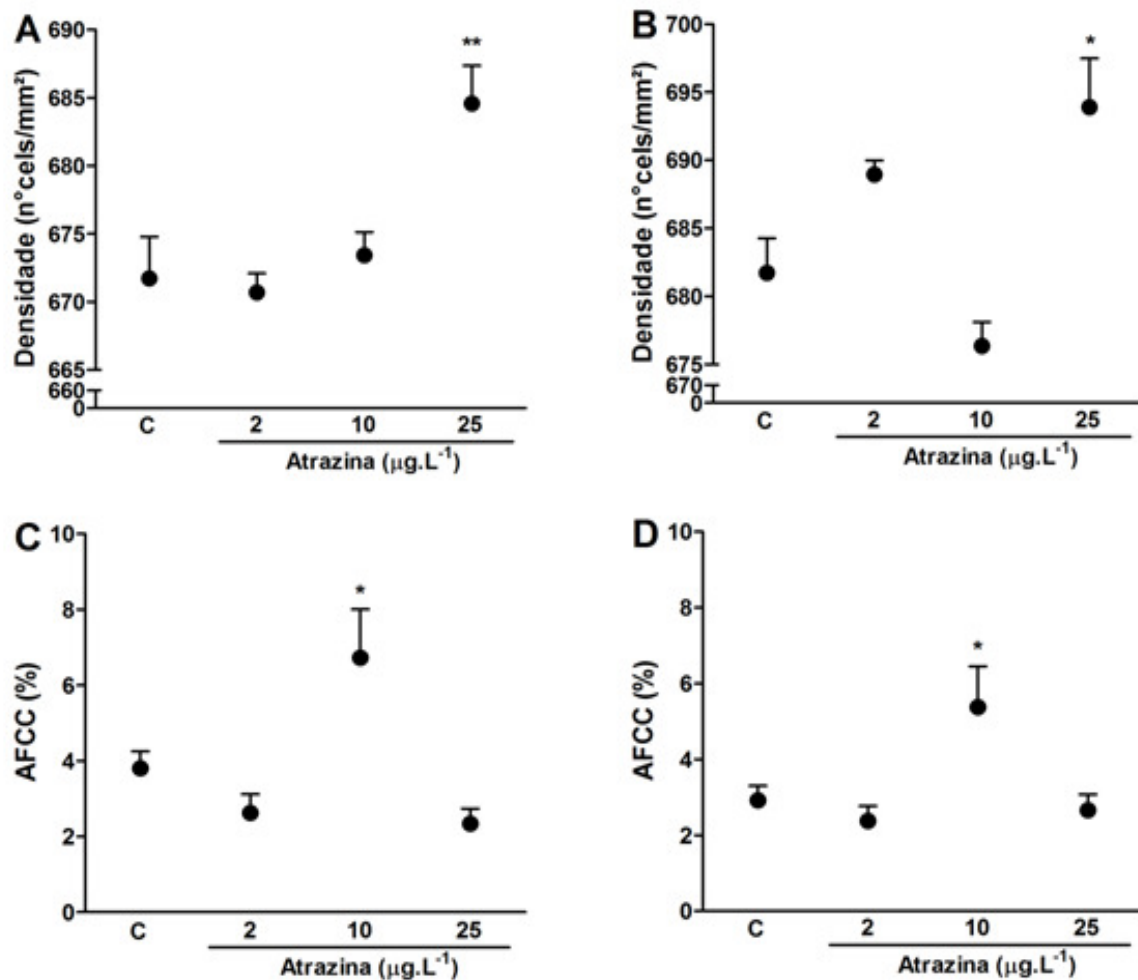 A
Densidade (n°cels/mm²)
690
685
680
675
670
665
660
0
**
C 2 10 25
Atrazina (µg.L⁻¹)
B
Densidade (n°cels/mm²)
700
695
690
685
680
675
670
0
*
C 2 10 25
Atrazina (µg.L⁻¹)
C
AFCC (%)
10
8
6
4
2
0
*
C 2 10 25
Atrazina (µg.L⁻¹)
D
AFCC (%)
10
8
6
4
2
0
*
C 2 10 25
Atrazina (µg.L⁻¹)